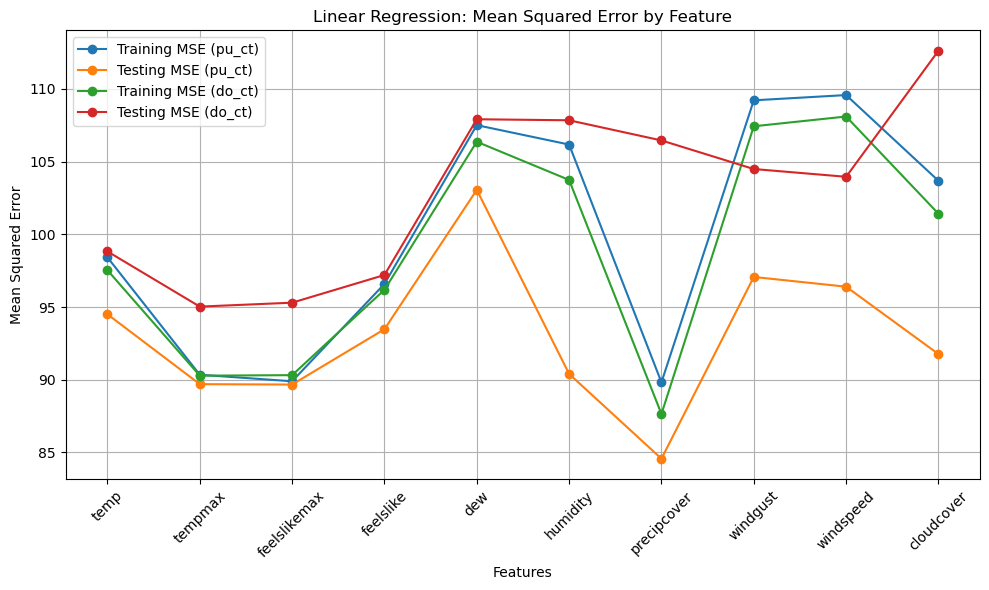 Linear Regression: Mean Squared Error by Feature
Training MSE (pu_ct)
Testing MSE (pu_ct)
Training MSE (do_ct)
Testing MSE (do_ct)
Mean Squared Error
110
105
100
95
90
85
temp
tempmax
feelslikemax
feelslike
dew
humidity
precipcover
windgust
windspeed
cloudcover
Features